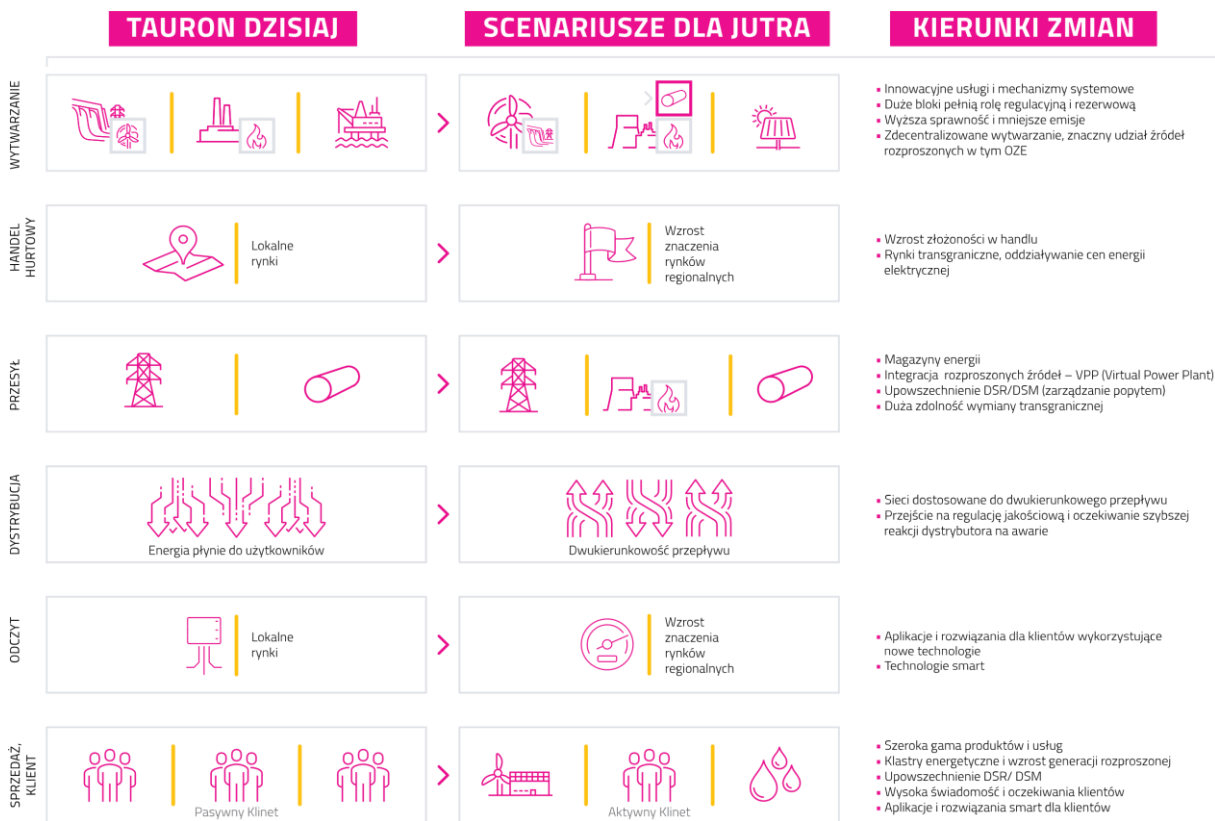 TAURON DZISIAJ
SCENARIUSZE DLA JUTRA
KIERUNKI ZMIAN
WYTWARZANIE
▪ Innowacyjne usługi i mechanizmy systemowe
▪ Duże bloki pełnią rolę regulacyjną i rezerwową
▪ Wyższa sprawność i mniejsze emisje
▪ Zdecentralizowane wytwarzanie, znaczny udział źródeł
rozproszonych w tym OZE
HANDEL
HURTOWY
Lokalne
rynki
Wzrost
znaczenia
rynków
regionalnych
▪ Wzrost złożoności w handlu
▪ Rynki transgraniczne, oddziaływanie cen energii
elektrycznej
PRZESYŁ
▪ Magazyny energii
▪ Integracja rozproszonych źródeł – VPP (Virtual Power Plant)
▪ Upowszechnienie DSR/DSM (zarządzanie popytem)
▪ Duża zdolność wymiany transgranicznej
DYSTRYBUCJA
Energia płynie do użytkowników
Dwukierunkowość przepływu
▪ Sieci dostosowane do dwukierunkowego przepływu
▪ Przejście na regulację jakościową i oczekiwanie szybszej
reakcji dystrybutora na awarie
ODCZYT
Lokalne
rynki
Wzrost
znaczenia
rynków
regionalnych
▪ Aplikacje i rozwiązania dla klientów wykorzystujące
nowe technologie
▪ Technologie smart
SPRZEDAŻ,
KLIENT
Pasywny Klinet
Aktywny Klinet
▪ Szeroka gama produktów i usług
▪ Klastry energetyczne i wzrost generacji rozproszonej
▪ Upowszechnienie DSR/ DSM
▪ Wysoka świadomość i oczekiwania klientów
▪ Aplikacje i rozwiązania smart dla klientów